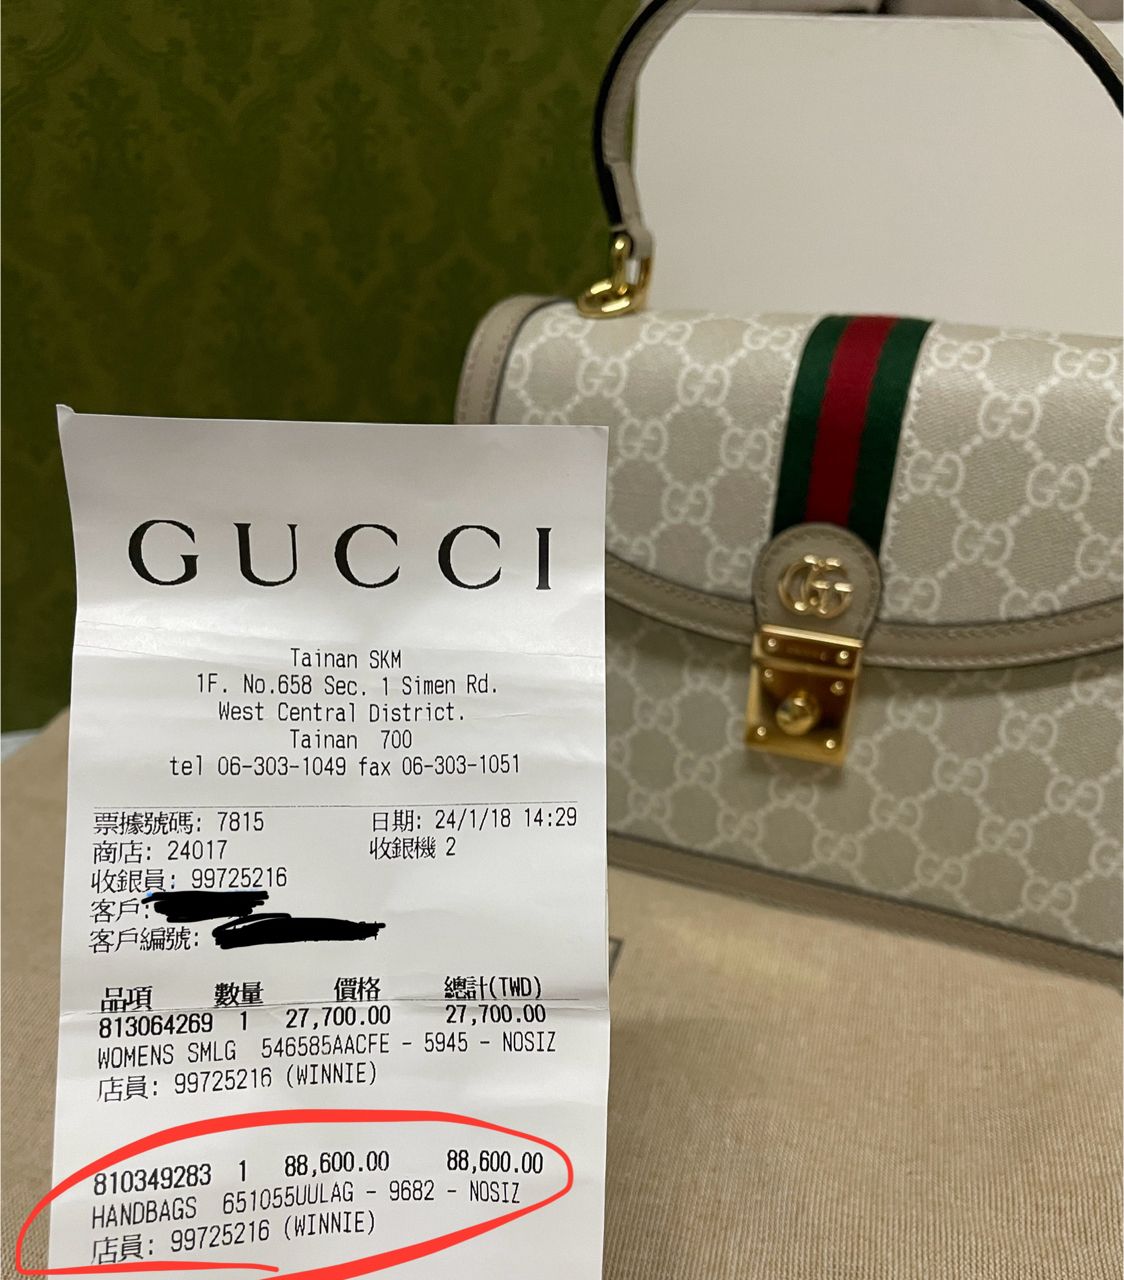 GUCCI
Tainan SKM
1F. No.658 Sec. 1 Simen Rd.
West Central District.
Tainan 700
tel 06-303-1049 fax 06-303-1051
票據號碼: 7815 日期: 24/1/18 14:29
商店: 24017 收銀機 2
收銀員: 99725216
客戶:
客戶編號:
品項 數量 價格 總計(TWD)
813064269 1 27,700.00 27,700.00
WOMENS SMLG 546585AACFE - 5945 - NOSIZ
店員: 99725216 (WINNIE)
810349283 1 88,600.00 88,600.00
HANDBAGS 651055UULAG - 9682 - NOSIZ
店員: 99725216 (WINNIE)